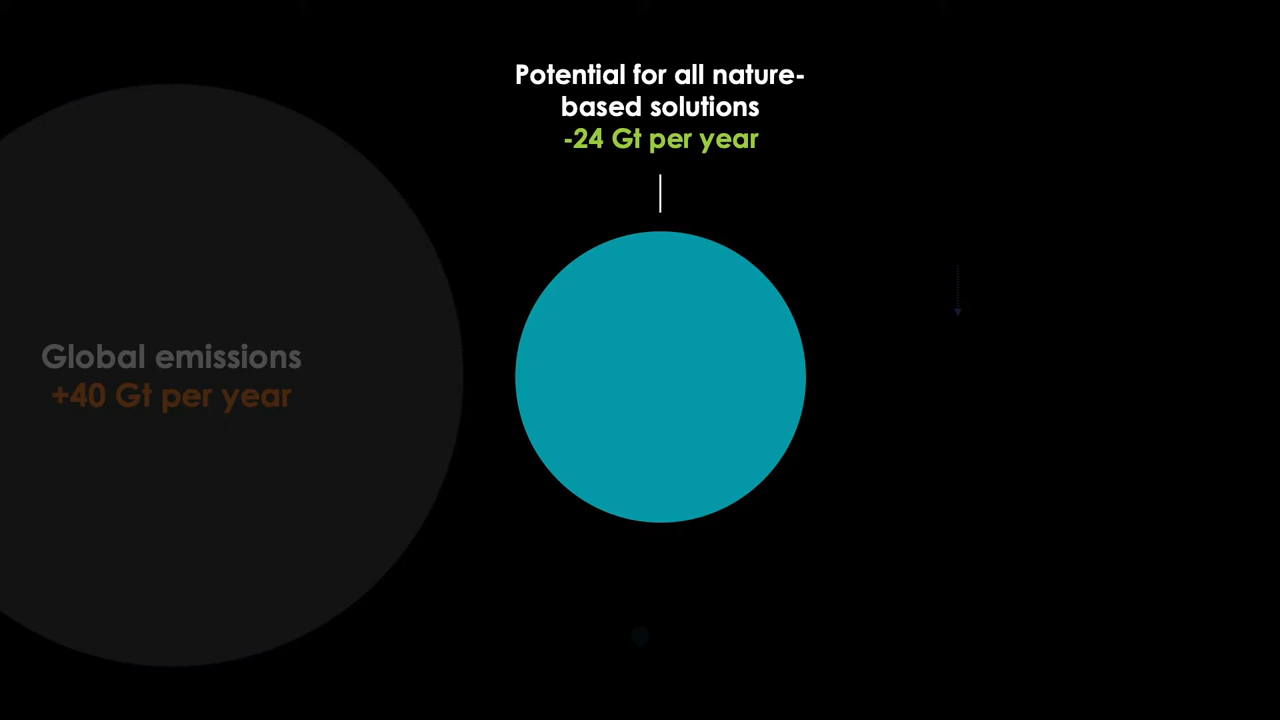 Potential for all nature-
based solutions
-24 Gt per year
Global emissions
+40 Gt per year